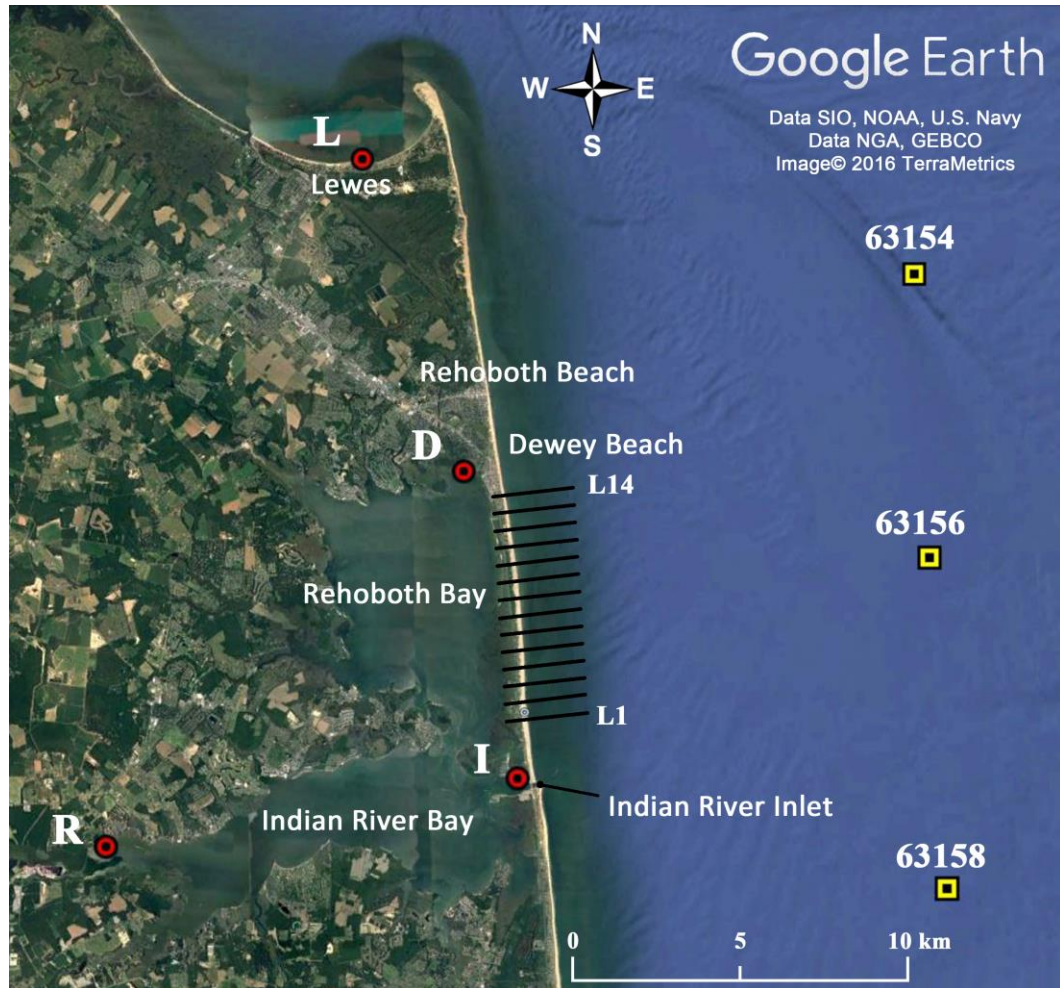 N
W E
S
Google Earth
Data SIO, NOAA, U.S. Navy
Data NGA, GEBCO
Image© 2016 TerraMetrics
L
Lewes
63154
Rehoboth Beach
D
Dewey Beach
L14
63156
Rehoboth Bay
L1
I
Indian River Inlet
Indian River Bay
R
63158
0 5 10 km